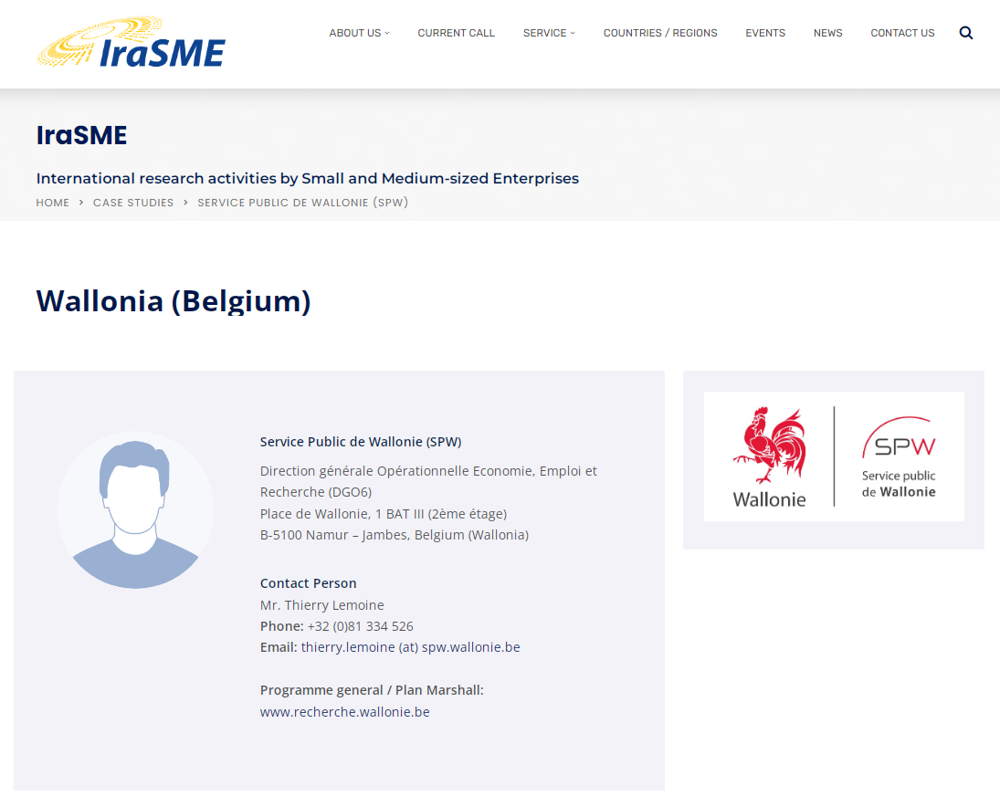 IraSME
ABOUT US
CURRENT CALL
SERVICE
COUNTRIES / REGIONS
EVENTS
NEWS
CONTACT US
IraSME
International research activities by Small and Medium-sized Enterprises
HOME > CASE STUDIES > SERVICE PUBLIC DE WALLONIE (SPW)
Wallonia (Belgium)
Service Public de Wallonie (SPW)
Direction générale Opérationnelle Economie, Emploi et
Recherche (DGO6)
Place de Wallonie, 1 BAT III (2ème étage)
B-5100 Namur – Jambes, Belgium (Wallonia)
Contact Person
Mr. Thierry Lemoine
Phone: +32 (0)81 334 526
Email: thierry.lemoine (at) spw.wallonie.be
Programme general / Plan Marshall:
www.recherche.wallonie.be
Wallonie
SPW
Service public
de Wallonie